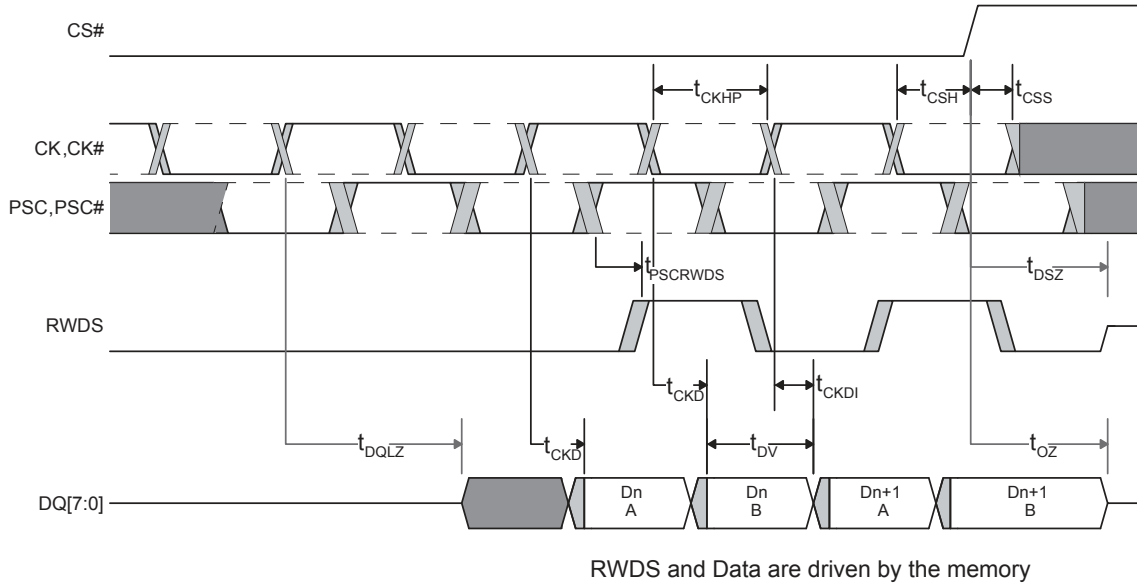 CS#
tCKHP
tCSH
tCSS
CK,CK#
PSC,PSC#
tPSCRWDS
tDSZ
RWDS
tCKD
tCKDI
tDQLZ
tCKD
tDV
tOZ
DQ[7:0]
Dn
A
Dn
B
Dn+1
A
Dn+1
B
RWDS and Data are driven by the memory